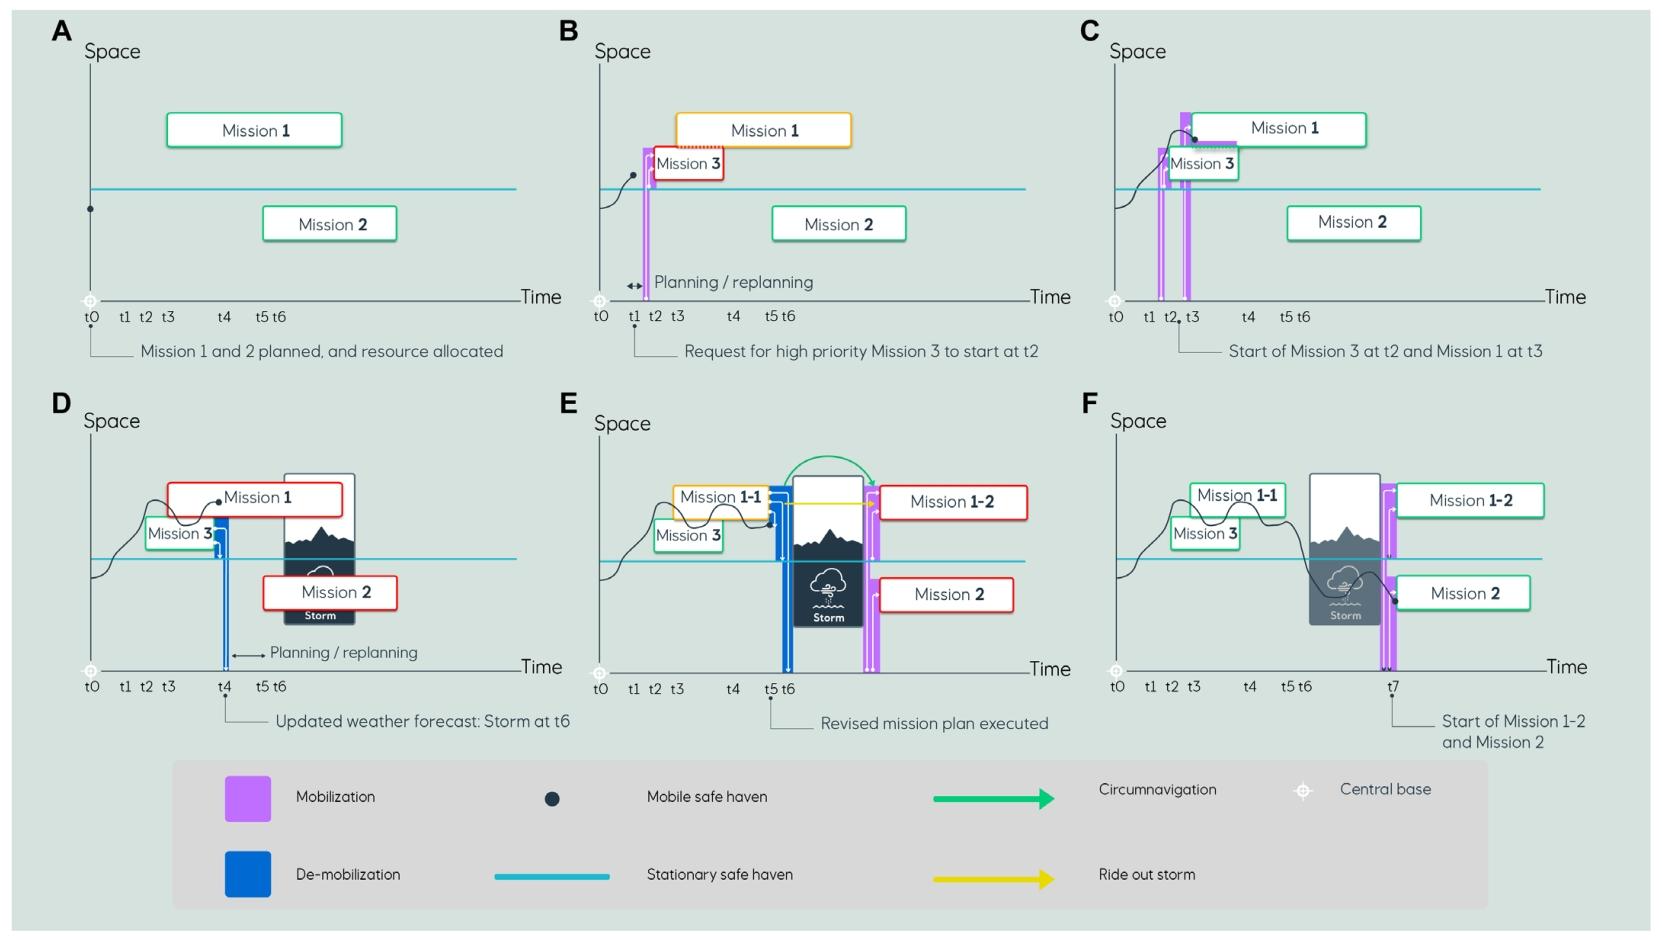 A
Space
Mission 1
Mission 2
Time
t0 t1 t2 t3 t4 t5 t6
Mission 1 and 2 planned, and resource allocated
B
Space
Mission 1
Mission 3
Mission 2
Planning / replanning
Time
t0 t1 t2 t3 t4 t5 t6
Request for high priority Mission 3 to start at t2
C
Space
Mission 1
Mission 3
Mission 2
Time
t0 t1 t2 t3 t4 t5 t6
Start of Mission 3 at t2 and Mission 1 at t3
D
Space
Mission 1
Mission 3
Mission 2
Storm
Planning / replanning
Time
t0 t1 t2 t3 t4 t5 t6
Updated weather forecast: Storm at t6
E
Space
Mission 1-1
Mission 1-2
Mission 3
Mission 2
Storm
Time
t0 t1 t2 t3 t4 t5 t6
Revised mission plan executed
F
Space
Mission 1-1
Mission 1-2
Mission 3
Mission 2
Storm
Time
t0 t1 t2 t3 t4 t5 t6 t7
Start of Mission 1-2
and Mission 2
Mobilization
Mobile safe haven
Circumnavigation
Central base
De-mobilization
Stationary safe haven
Ride out storm